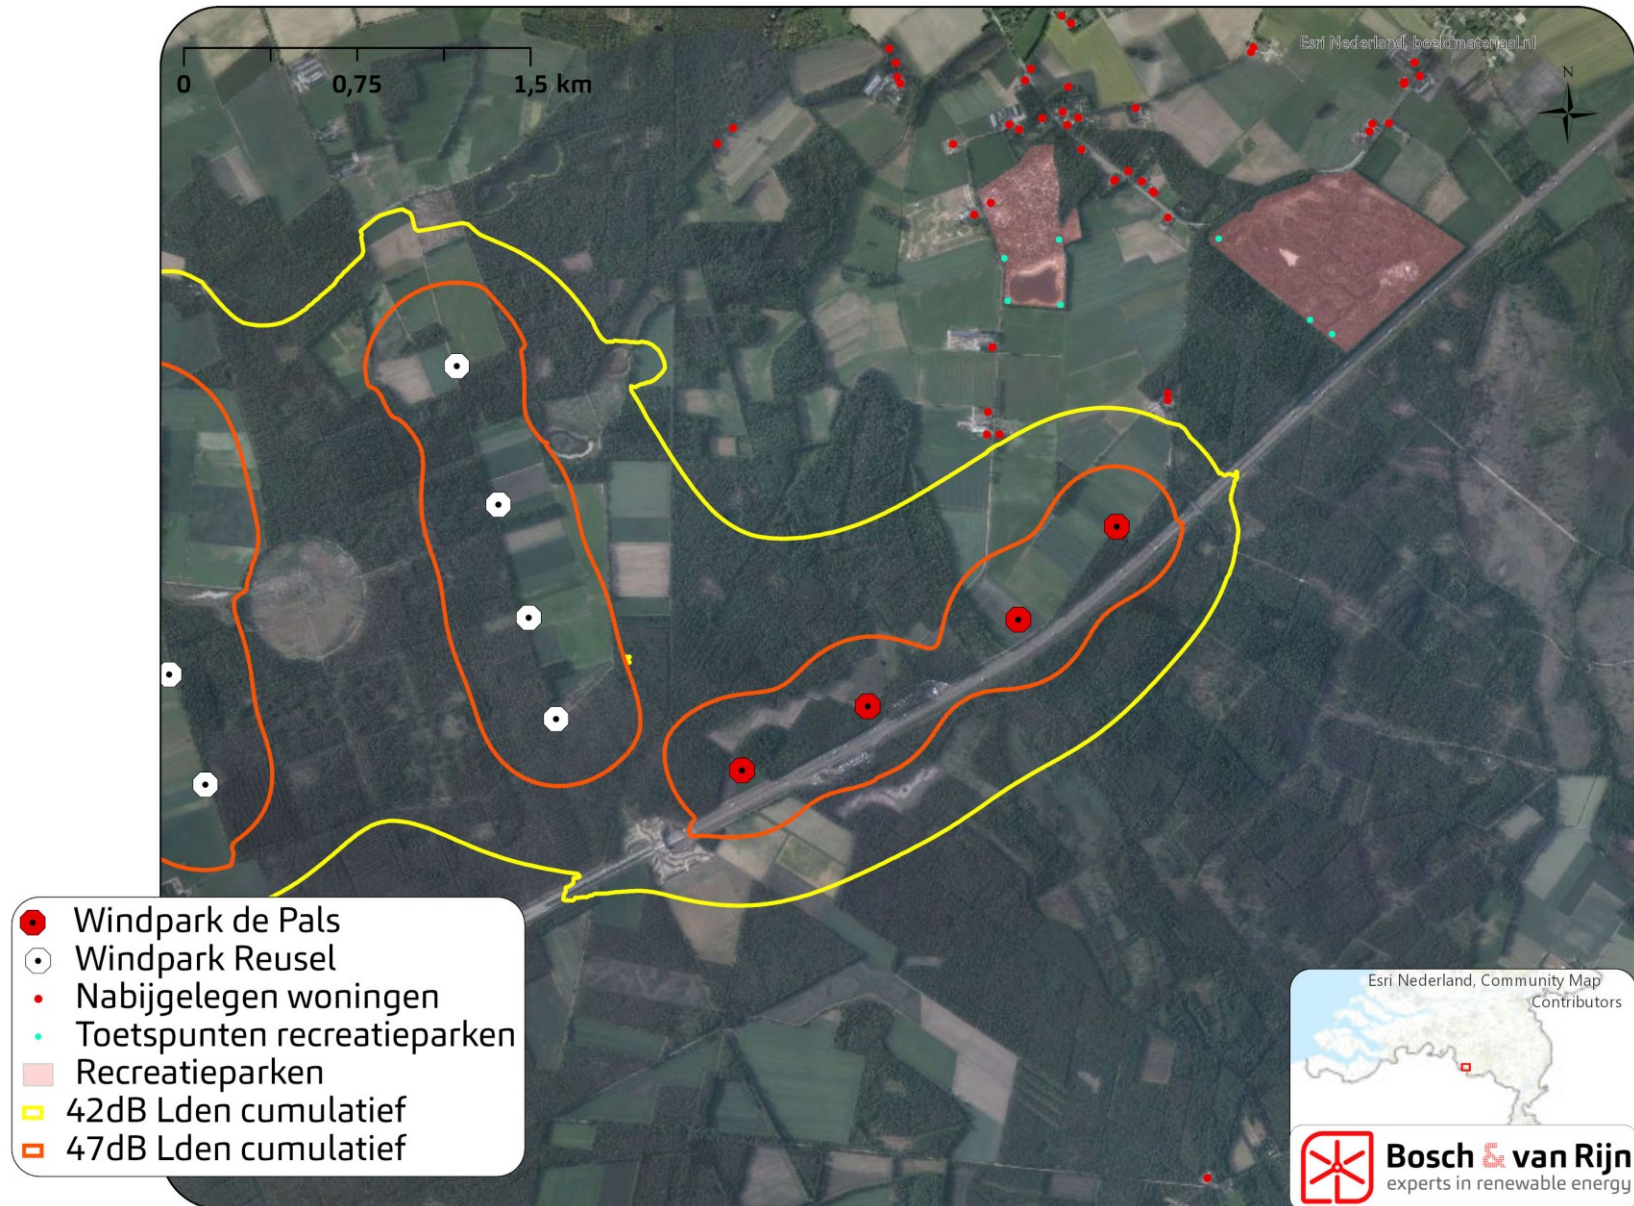 Esri Nederland, beeldmateriaal.nl
0 0,75 1,5 km
N
Windpark de Pals
Windpark Reusel
Nabijgelegen woningen
Toetspunten recreatieparken
Recreatieparken
42dB Lden cumulatief
47dB Lden cumulatief
Esri Nederland, Community Map
Contributors
Bosch & van Rijn
experts in renewable energy